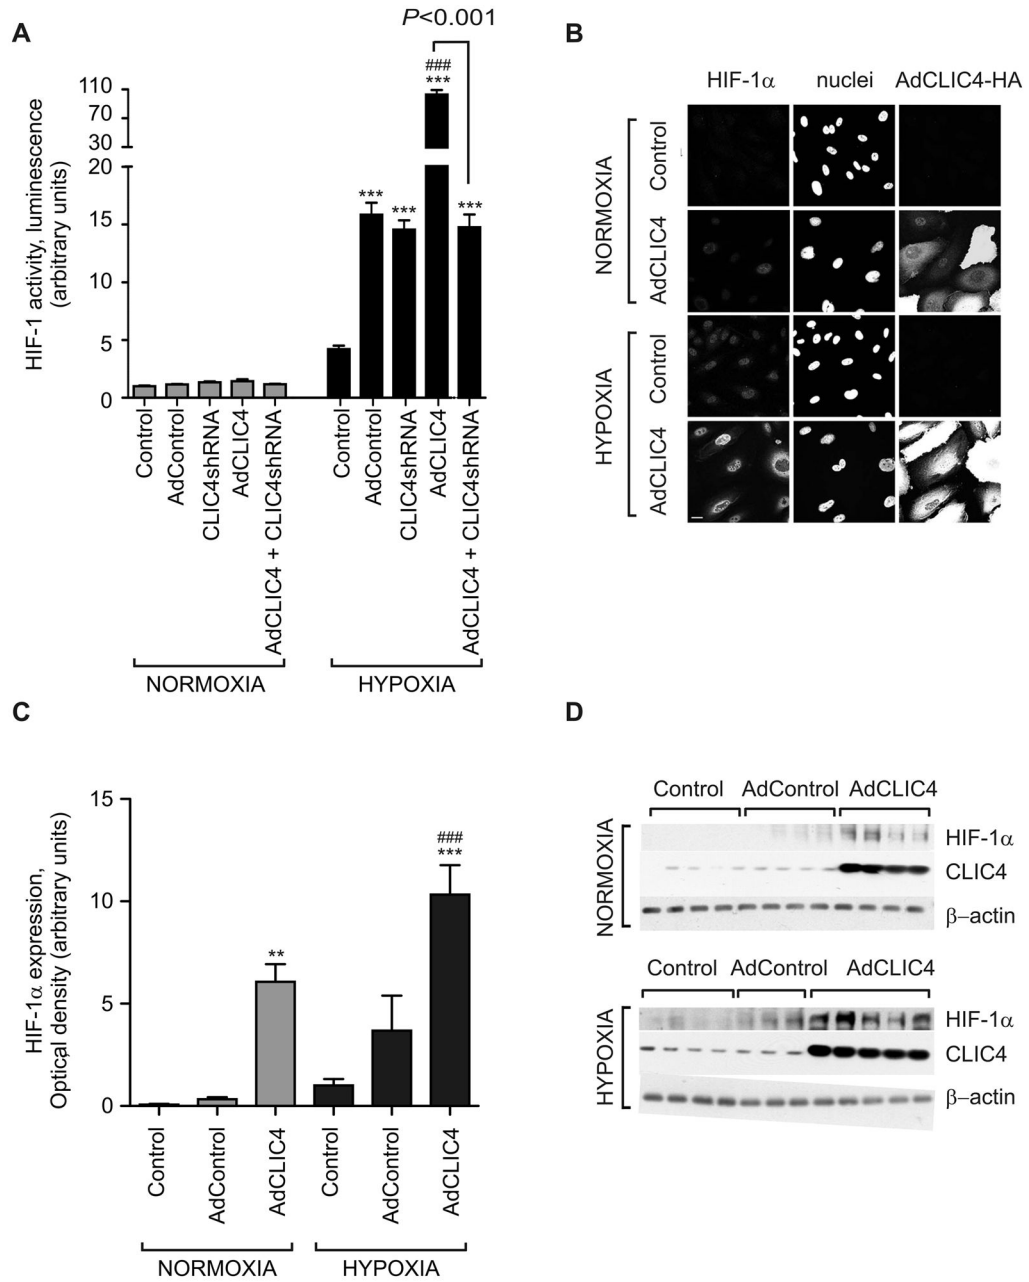 A
P<0.001
HIF-1 activity, luminescence
(arbitrary units)
110
70
30
20
15
10
5
0
***
***
###
***
***
Control
AdControl
CLIC4shRNA
AdCLIC4
AdCLIC4 + CLIC4shRNA
Control
AdControl
CLIC4shRNA
AdCLIC4
AdCLIC4 + CLIC4shRNA
NORMOXIA
HYPOXIA
B
HIF-1α
nuclei
AdCLIC4-HA
NORMOXIA
Control
AdCLIC4
HYPOXIA
Control
AdCLIC4
C
HIF-1α expression,
Optical density (arbitrary units)
15
10
5
0
**
###
***
Control
AdControl
AdCLIC4
Control
AdControl
AdCLIC4
NORMOXIA
HYPOXIA
D
Control
AdControl
AdCLIC4
NORMOXIA
HIF-1α
CLIC4
β–actin
Control
AdControl
AdCLIC4
HYPOXIA
HIF-1α
CLIC4
β–actin